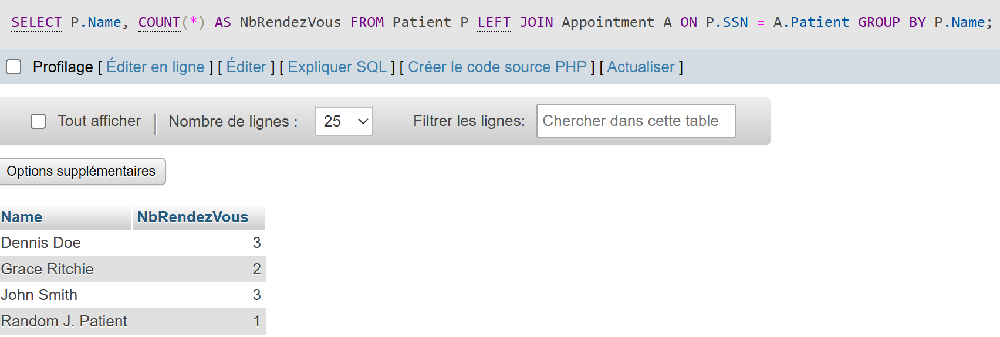 SELECT P.Name, COUNT(*) AS NbRendezVous FROM Patient P LEFT JOIN Appointment A ON P.SSN = A.Patient GROUP BY P.Name;
Profilage [ Éditer en ligne ] [ Éditer ] [ Expliquer SQL ] [ Créer le code source PHP ] [ Actualiser ]
Tout afficher Nombre de lignes : 25 Filtrer les lignes: Chercher dans cette table
Options supplémentaires
Name NbRendezVous
Dennis Doe 3
Grace Ritchie 2
John Smith 3
Random J. Patient 1